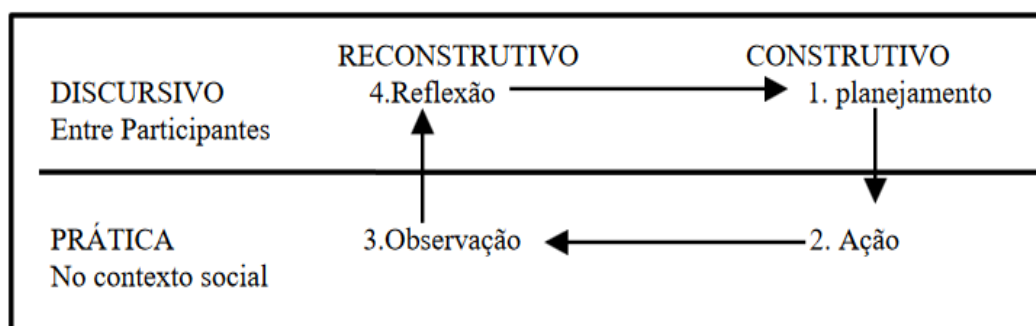 RECONSTRUTIVO CONSTRUTIVO
DISCURSIVO 4.Reflexão 1. planejamento
Entre Participantes
PRÁTICA 3.Observação 2. Ação
No contexto social